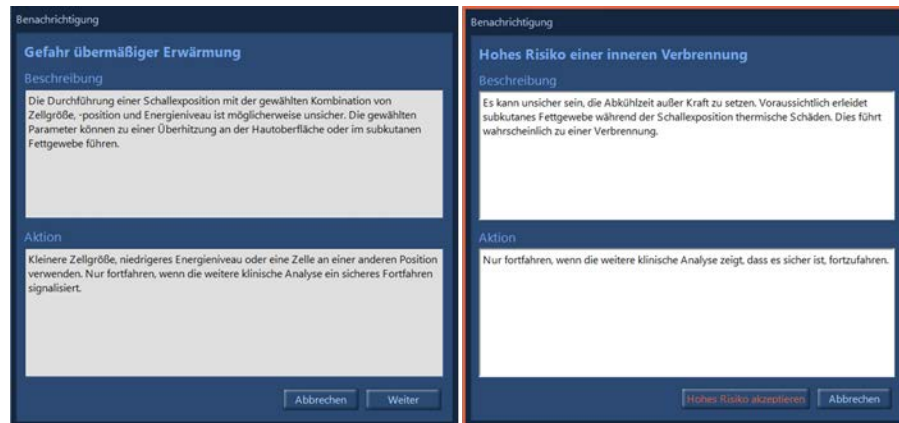 Benachrichtigung
Gefahr übermäßiger Erwärmung
Beschreibung
Die Durchführung einer Schallexposition mit der gewählten Kombination von
Zellgröße, -position und Energieniveau ist möglicherweise unsicher. Die gewählten
Parameter können zu einer Überhitzung an der Hautoberfläche oder im subkutanen
Fettgewebe führen.
Aktion
Kleinere Zellgröße, niedrigeres Energieniveau oder eine Zelle an einer anderen Position
verwenden. Nur fortfahren, wenn die weitere klinische Analyse ein sicheres Fortfahren
signalisiert.
Abbrechen Weiter
Benachrichtigung
Hohes Risiko einer inneren Verbrennung
Beschreibung
Es kann unsicher sein, die Abkühlzeit außer Kraft zu setzen. Voraussichtlich erleidet
subkutanes Fettgewebe während der Schallexposition thermische Schäden. Dies führt
wahrscheinlich zu einer Verbrennung.
Aktion
Nur fortfahren, wenn die weitere klinische Analyse zeigt, dass es sicher ist, fortzufahren.
Hohes Risiko akzeptieren Abbrechen